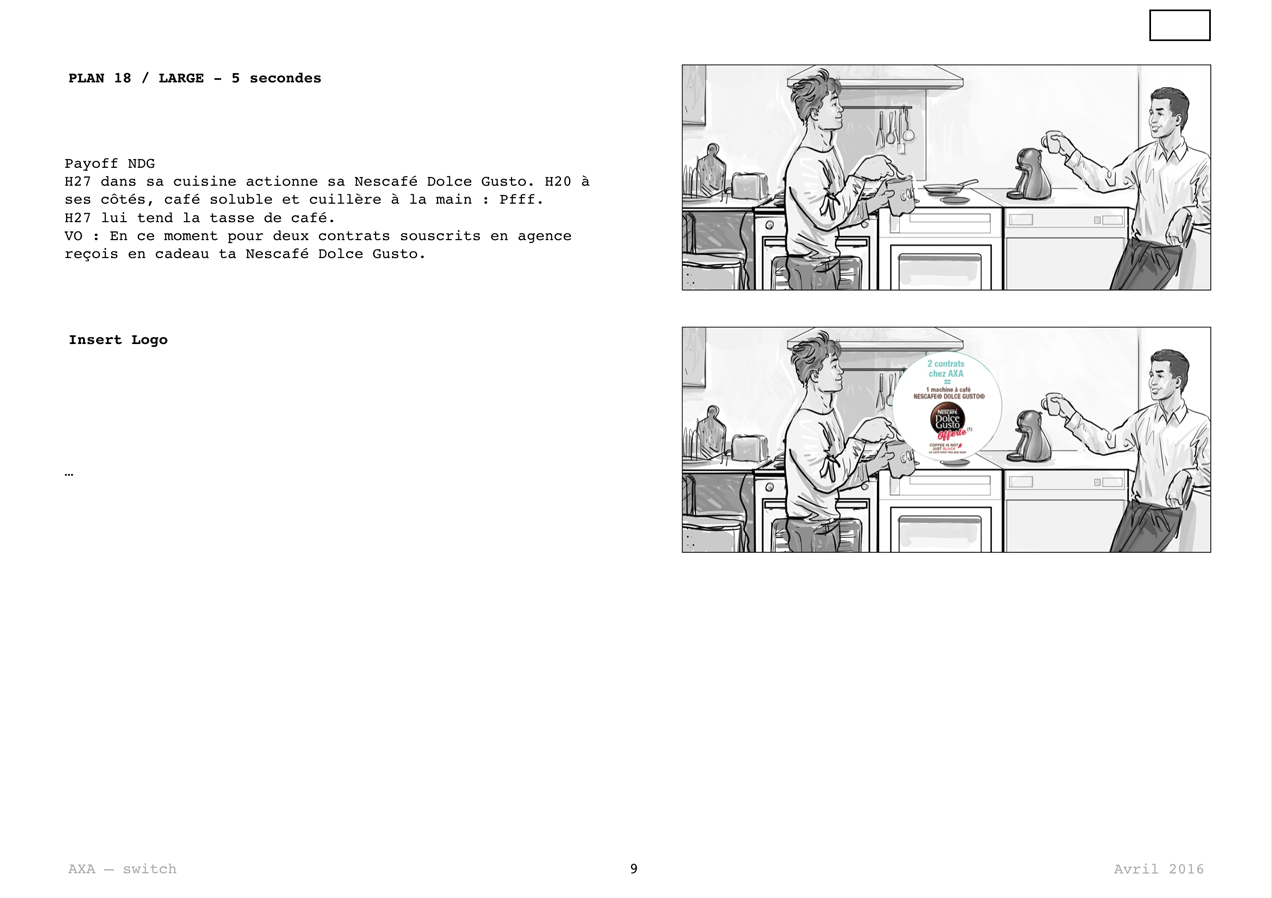 PLAN 18 / LARGE – 5 secondes
Payoff NDG
H27 dans sa cuisine actionne sa Nescafé Dolce Gusto. H20 à
ses côtés, café soluble et cuillère à la main : Pfff.
H27 lui tend la tasse de café.
VO : En ce moment pour deux contrats souscrits en agence
reçois en cadeau ta Nescafé Dolce Gusto.
Insert Logo
2 contrats
chez AXA
=
1 machine à café
NESCAFÉ® DOLCE GUSTO®
NESCAFÉ
Dolce
Gusto
Offerte (1)
COFFEE IS NOT
JUST BLACK
…
AXA – switch
9
Avril 2016